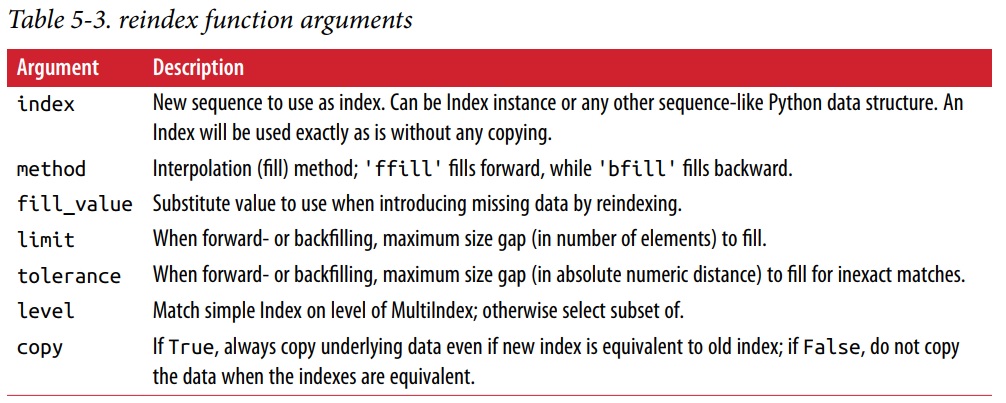 Table 5-3. reindex function arguments
Argument Description
index New sequence to use as index. Can be Index instance or any other sequence-like Python data structure. An
Index will be used exactly as is without any copying.
method Interpolation (fill) method; 'ffill' fills forward, while 'bfill' fills backward.
fill_value Substitute value to use when introducing missing data by reindexing.
limit When forward- or backfilling, maximum size gap (in number of elements) to fill.
tolerance When forward- or backfilling, maximum size gap (in absolute numeric distance) to fill for inexact matches.
level Match simple Index on level of MultiIndex; otherwise select subset of.
copy If True, always copy underlying data even if new index is equivalent to old index; if False, do not copy
the data when the indexes are equivalent.